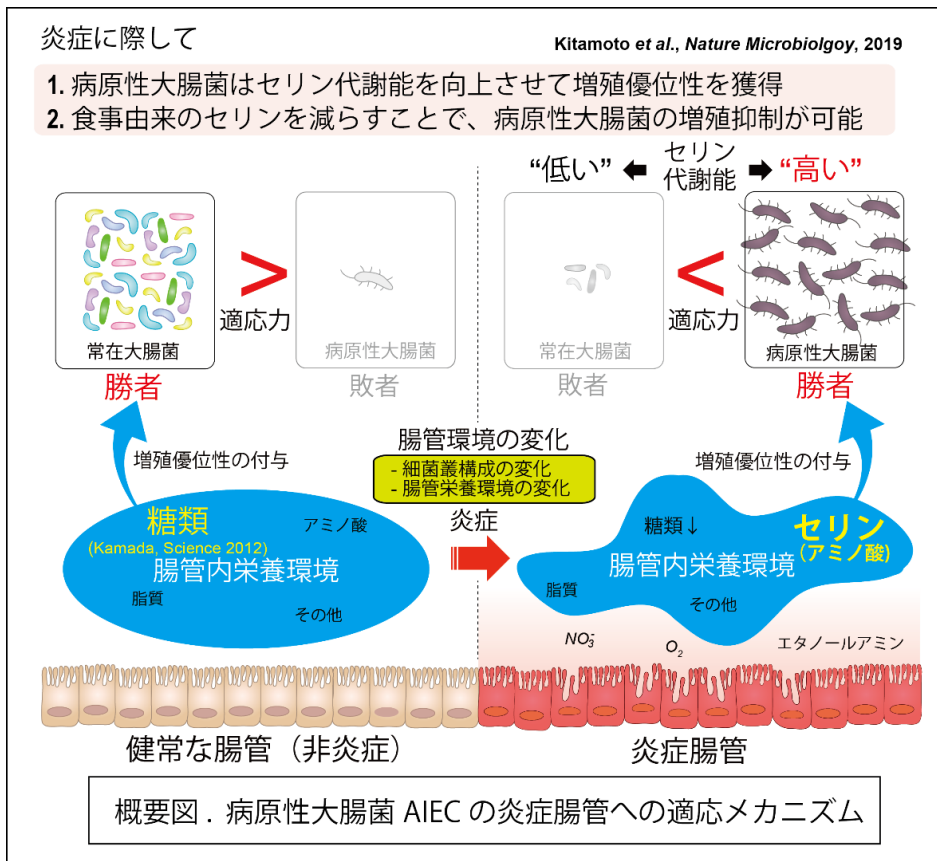 炎症に際して
Kitamoto et al., Nature Microbiolgoy, 2019
1. 病原性大腸菌はセリン代謝能を向上させて増殖優位性を獲得
2. 食事由来のセリンを減らすことで、病原性大腸菌の増殖抑制が可能
“低い”
セリン
代謝能
“高い”
常在大腸菌
勝者
>
適応力
病原性大腸菌
敗者
常在大腸菌
敗者
<
適応力
病原性大腸菌
勝者
増殖優位性の付与
腸管環境の変化
- 細菌叢構成の変化
- 腸管栄養環境の変化
炎症
増殖優位性の付与
糖類
(Kamada, Science 2012)
アミノ酸
腸管内栄養環境
脂質
その他
糖類↓
セリン
(アミノ酸)
腸管内栄養環境
脂質
その他
NO₃⁻
O₂
エタノールアミン
健常な腸管（非炎症）
炎症腸管
概要図 . 病原性大腸菌 AIEC の炎症腸管への適応メカニズム